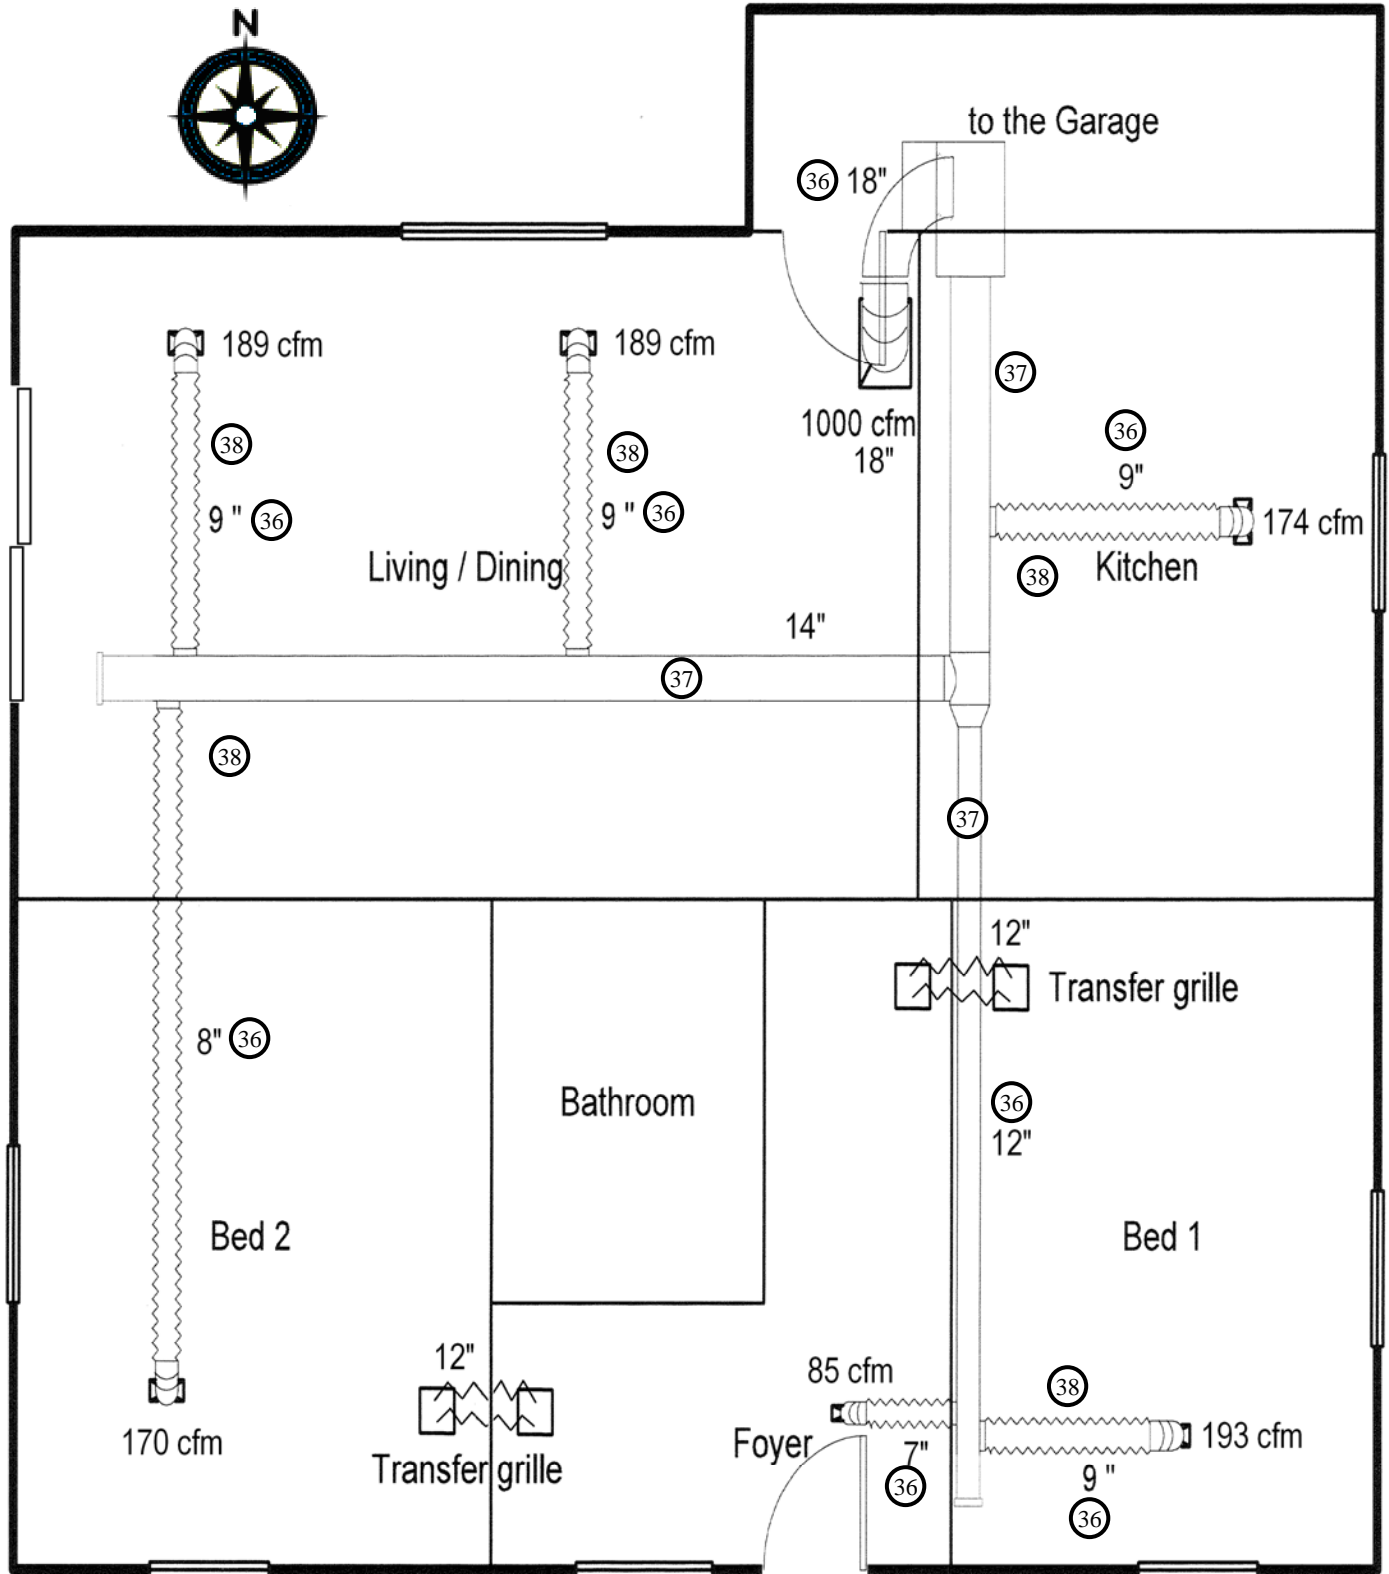 N
to the Garage
36 18"
189 cfm
189 cfm
37
1000 cfm
18"
36
9"
38
38
174 cfm
9 " 36
9 " 36
Living / Dining
38
Kitchen
14"
37
38
37
12"
Transfer grille
8" 36
Bathroom
36
12"
Bed 2
Bed 1
12"
85 cfm
38
170 cfm
Foyer
7"
193 cfm
Transfer grille
36
9 "
36